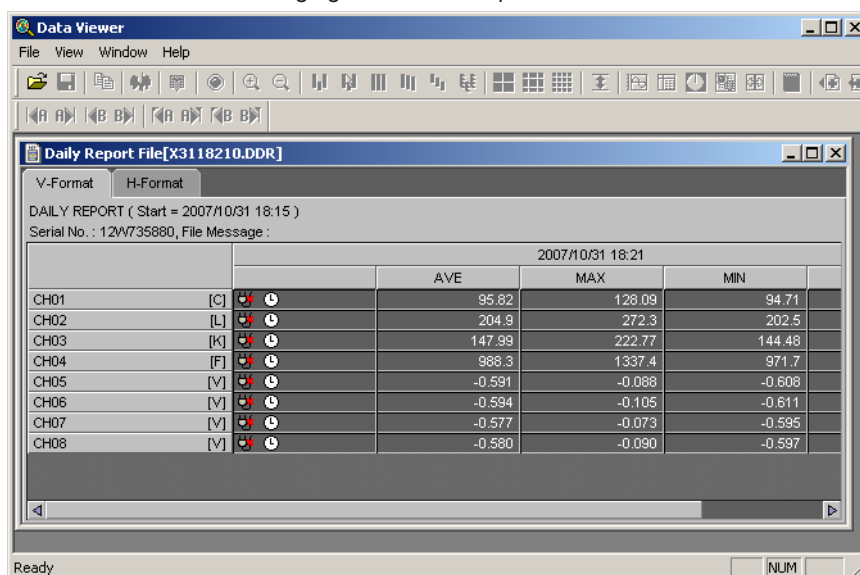 Data Viewer
File View Window Help
Daily Report File[X3118210.DDR]
V-Format H-Format
DAILY REPORT ( Start = 2007/10/31 18:15 )
Serial No. : 12W735880, File Message :
2007/10/31 18:21
AVE MAX MIN
CH01 [C] 95.82 128.09 94.71
CH02 [L] 204.9 272.3 202.5
CH03 [K] 147.99 222.77 144.48
CH04 [F] 988.3 1337.4 971.7
CH05 [V] -0.591 -0.088 -0.608
CH06 [V] -0.594 -0.105 -0.611
CH07 [V] -0.577 -0.073 -0.595
CH08 [V] -0.580 -0.090 -0.597
Ready NUM